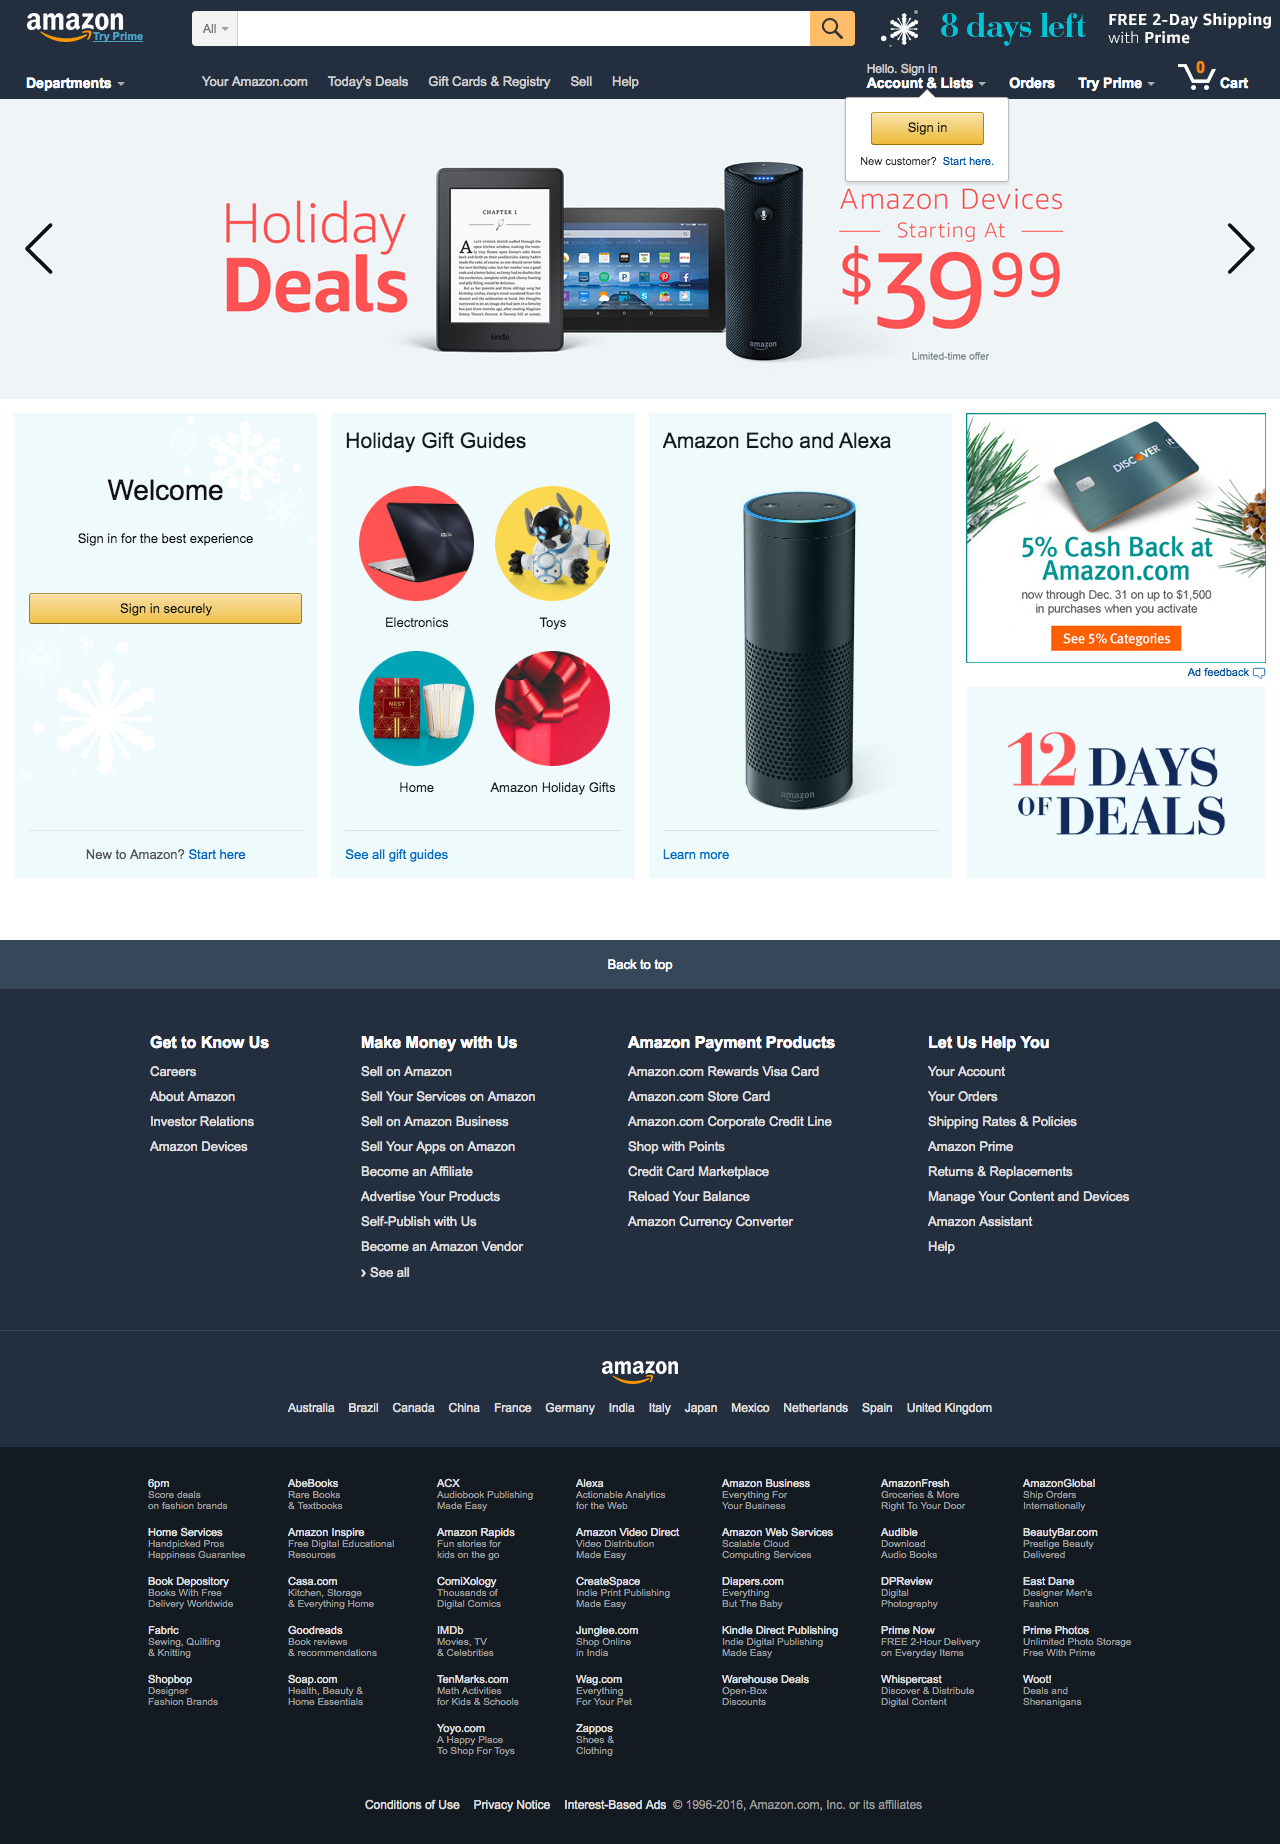 amazon
Try Prime
All
8 days left
FREE 2-Day Shipping
with Prime
Departments
Your Amazon.com
Today's Deals
Gift Cards & Registry
Sell
Help
Hello. Sign in
Account & Lists
Orders
Try Prime
0
Cart
Sign in
New customer? Start here.
Holiday
Deals
CHAPTER 1
kindle
amazon
Amazon Devices
Starting At
$39 99
Limited-time offer
Welcome
Sign in for the best experience
Sign in securely
New to Amazon? Start here
Holiday Gift Guides
Electronics
Toys
NEST
Home
Amazon Holiday Gifts
See all gift guides
Amazon Echo and Alexa
amazon
Learn more
DISCOVER it
5% Cash Back at
Amazon.com
now through Dec. 31 on up to $1,500
in purchases when you activate
See 5% Categories
Ad feedback
12 DAYS
OF DEALS
Back to top
Get to Know Us
Careers
About Amazon
Investor Relations
Amazon Devices
Make Money with Us
Sell on Amazon
Sell Your Services on Amazon
Sell on Amazon Business
Sell Your Apps on Amazon
Become an Affiliate
Advertise Your Products
Self-Publish with Us
Become an Amazon Vendor
› See all
Amazon Payment Products
Amazon.com Rewards Visa Card
Amazon.com Store Card
Amazon.com Corporate Credit Line
Shop with Points
Credit Card Marketplace
Reload Your Balance
Amazon Currency Converter
Let Us Help You
Your Account
Your Orders
Shipping Rates & Policies
Amazon Prime
Returns & Replacements
Manage Your Content and Devices
Amazon Assistant
Help
amazon
Australia Brazil Canada China France Germany India Italy Japan Mexico Netherlands Spain United Kingdom
6pm
Score deals
on fashion brands
AbeBooks
Rare Books
& Textbooks
ACX
Audiobook Publishing
Made Easy
Alexa
Actionable Analytics
for the Web
Amazon Business
Everything For
Your Business
AmazonFresh
Groceries & More
Right To Your Door
AmazonGlobal
Ship Orders
Internationally
Home Services
Handpicked Pros
Happiness Guarantee
Amazon Inspire
Free Digital Educational
Resources
Amazon Rapids
Fun stories for
kids on the go
Amazon Video Direct
Video Distribution
Made Easy
Amazon Web Services
Scalable Cloud
Computing Services
Audible
Download
Audio Books
BeautyBar.com
Prestige Beauty
Delivered
Book Depository
Books With Free
Delivery Worldwide
Casa.com
Kitchen, Storage
& Everything Home
ComiXology
Thousands of
Digital Comics
CreateSpace
Indie Print Publishing
Made Easy
Diapers.com
Everything
But The Baby
DPReview
Digital
Photography
East Dane
Designer Men's
Fashion
Fabric
Sewing, Quilting
& Knitting
Goodreads
Book reviews
& recommendations
IMDb
Movies, TV
& Celebrities
Junglee.com
Shop Online
in India
Kindle Direct Publishing
Indie Digital Publishing
Made Easy
Prime Now
FREE 2-Hour Delivery
on Everyday Items
Prime Photos
Unlimited Photo Storage
Free With Prime
Shopbop
Designer
Fashion Brands
Soap.com
Health, Beauty &
Home Essentials
TenMarks.com
Math Activities
for Kids & Schools
Wag.com
Everything
For Your Pet
Warehouse Deals
Open-Box
Discounts
Whispercast
Discover & Distribute
Digital Content
Woot!
Deals and
Shenanigans
Yoyo.com
A Happy Place
To Shop For Toys
Zappos
Shoes &
Clothing
Conditions of Use Privacy Notice Interest-Based Ads © 1996-2016, Amazon.com, Inc. or its affiliates